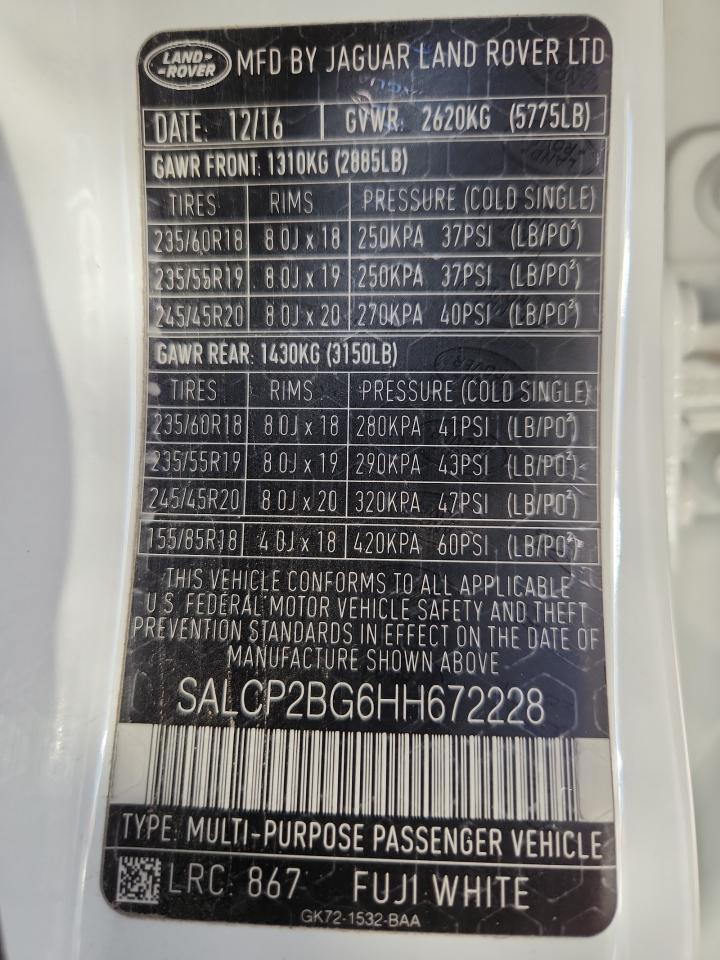 LAND-
-ROVER
MFD BY JAGUAR LAND ROVER LTD
DATE: 12/16 GVWR: 2620KG (5775LB)
GAWR FRONT: 1310KG (2885LB)
TIRES RIMS PRESSURE (COLD SINGLE)
235/60R18 8.0J x 18 250KPA 37PSI (LB/PO²)
235/55R19 8.0J x 19 250KPA 37PSI (LB/PO²)
245/45R20 8.0J x 20 270KPA 40PSI (LB/PO²)
GAWR REAR: 1430KG (3150LB)
TIRES RIMS PRESSURE (COLD SINGLE)
235/60R18 8.0J x 18 280KPA 41PSI (LB/PO²)
235/55R19 8.0J x 19 290KPA 43PSI (LB/PO²)
245/45R20 8.0J x 20 320KPA 47PSI (LB/PO²)
155/85R18 4.0J x 18 420KPA 60PSI (LB/PO²)
THIS VEHICLE CONFORMS TO ALL APPLICABLE
U.S. FEDERAL MOTOR VEHICLE SAFETY AND THEFT
PREVENTION STANDARDS IN EFFECT ON THE DATE OF
MANUFACTURE SHOWN ABOVE
SALCP2BG6HH672228
TYPE: MULTI-PURPOSE PASSENGER VEHICLE
LRC: 867 FUJI WHITE
GK72-1532-BAA